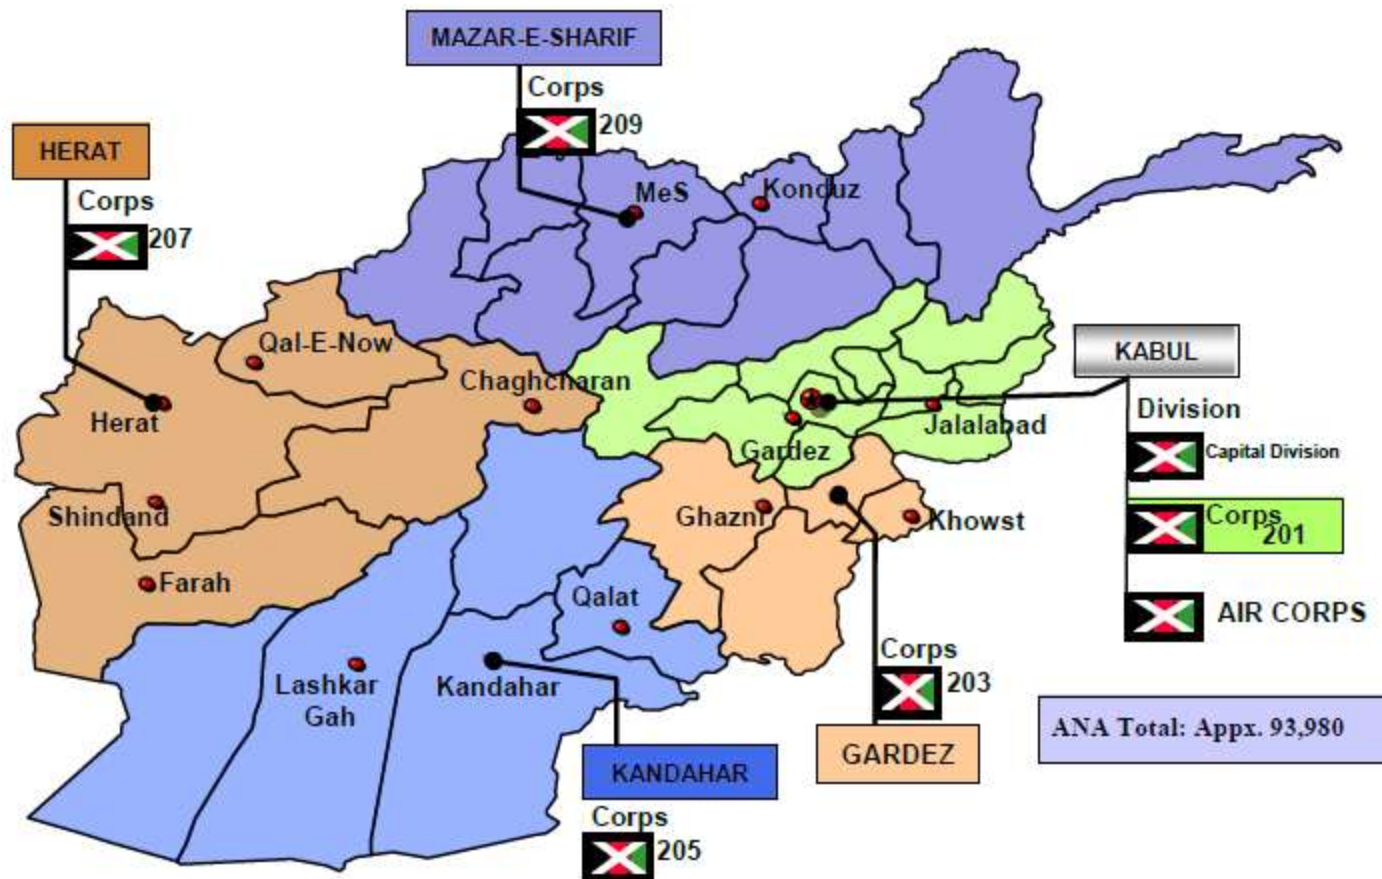 MAZAR-E-SHARIF
Corps
209
HERAT
Corps
207
MeS
Konduz
Qal-E-Now
Chaghcharan
Herat
KABUL
Division
Capital Division
Jalalabad
Gardez
Shindand
Ghazni
Khowst
Corps
201
Farah
Qalat
AIR CORPS
Lashkar
Gah
Kandahar
Corps
203
ANA Total: Appx. 93,980
GARDEZ
KANDAHAR
Corps
205